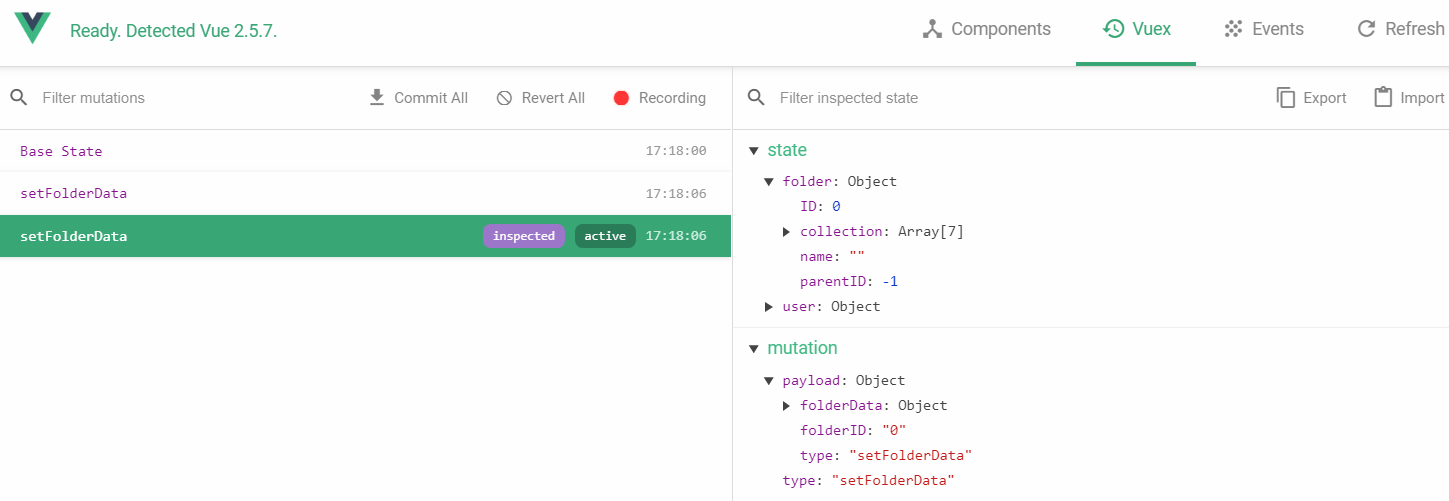 Ready. Detected Vue 2.5.7.
Components
Vuex
Events
Refresh
Filter mutations
Commit All
Revert All
Recording
Filter inspected state
Export
Import
Base State 17:18:00
setFolderData 17:18:06
setFolderData inspected active 17:18:06
state
folder: Object
ID: 0
collection: Array[7]
name: ""
parentID: -1
user: Object
mutation
payload: Object
folderData: Object
folderID: "0"
type: "setFolderData"
type: "setFolderData"